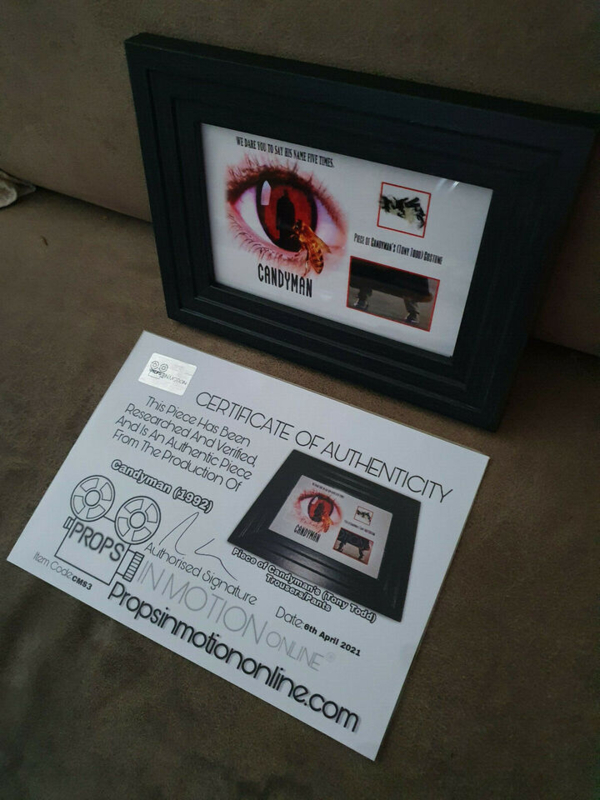 WE DARE YOU TO SAY HIS NAME FIVE TIMES.
CANDYMAN
PIECE OF CANDYMAN'S (TONY TODD) COSTUME
CERTIFICATE OF AUTHENTICITY
This Piece Has Been
Researched And Verified,
And Is An Authentic Piece
From The Production Of
Candyman (1992)
PROPS
IN MOTION ONLINE
Authorised Signature
Item Code: CM53
CANDYMAN
Piece of Candyman's (Tony Todd)
Trousers/Pants
Date: 6th April 2021
Propsinmotiononline.com